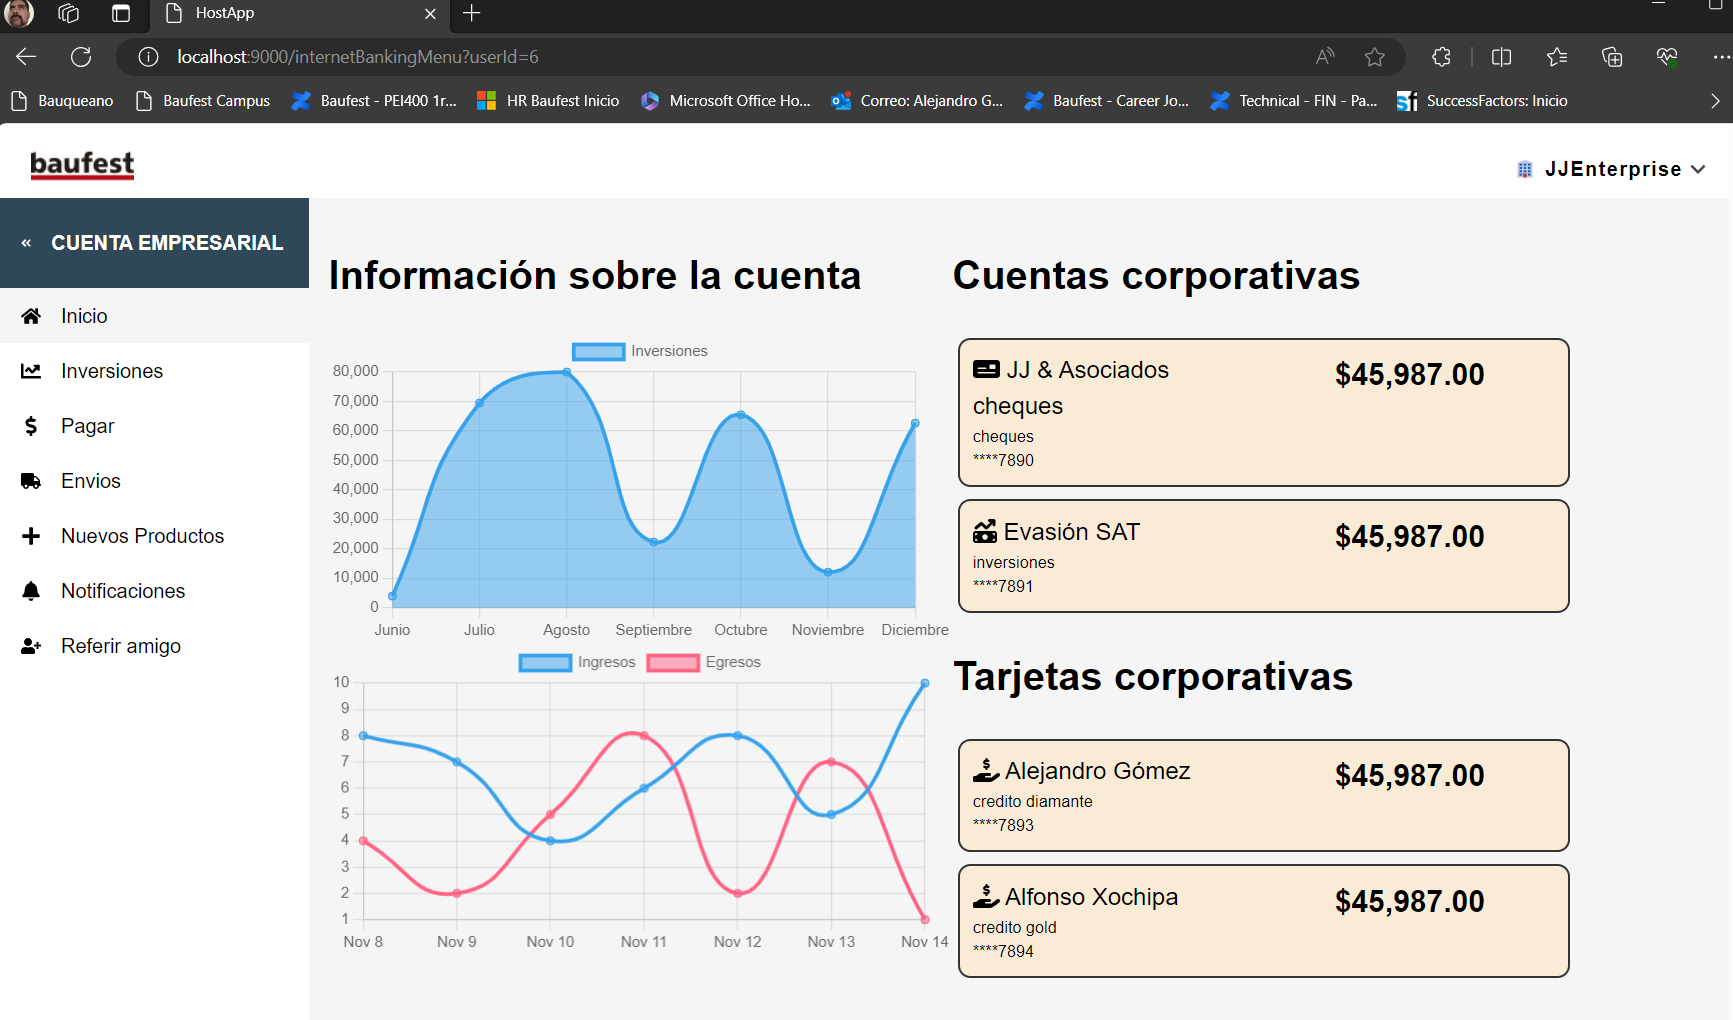 HostApp
localhost:9000/internetBankingMenu?userId=6
Bauqueano
Baufest Campus
Baufest - PEI400 1r...
HR Baufest Inicio
Microsoft Office Ho...
Correo: Alejandro G...
Baufest - Career Jo...
Technical - FIN - Pa...
SuccessFactors: Inicio
baufest
JJEnterprise
« CUENTA EMPRESARIAL
Inicio
Inversiones
Pagar
Envios
Nuevos Productos
Notificaciones
Referir amigo
Información sobre la cuenta
Inversiones
80,000
70,000
60,000
50,000
40,000
30,000
20,000
10,000
0
Junio Julio Agosto Septiembre Octubre Noviembre Diciembre
Ingresos Egresos
10
9
8
7
6
5
4
3
2
1
Nov 8 Nov 9 Nov 10 Nov 11 Nov 12 Nov 13 Nov 14
Cuentas corporativas
JJ & Asociados $45,987.00
cheques
cheques
****7890
Evasión SAT $45,987.00
inversiones
****7891
Tarjetas corporativas
Alejandro Gómez $45,987.00
credito diamante
****7893
Alfonso Xochipa $45,987.00
credito gold
****7894